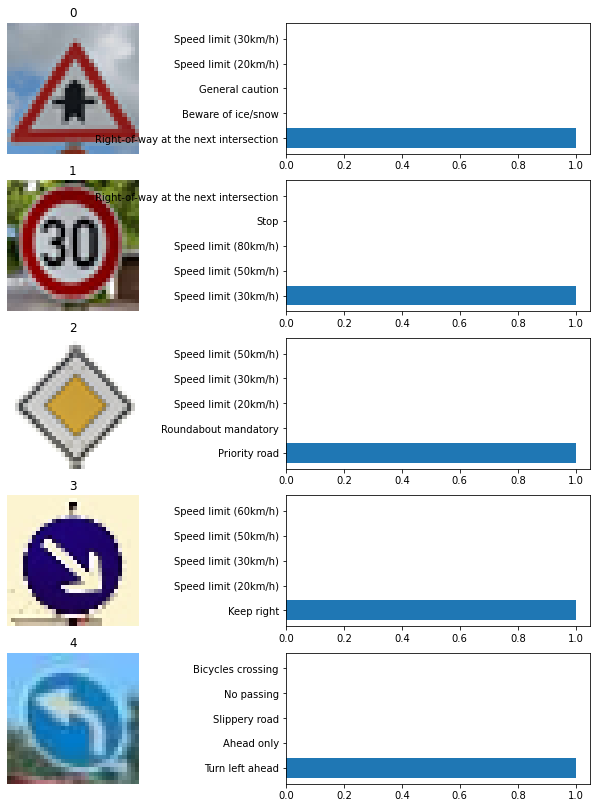 0
Speed limit (30km/h)
Speed limit (20km/h)
General caution
Beware of ice/snow
Right-of-way at the next intersection
0.0 0.2 0.4 0.6 0.8 1.0
1
30
Right-of-way at the next intersection
Stop
Speed limit (80km/h)
Speed limit (50km/h)
Speed limit (30km/h)
0.0 0.2 0.4 0.6 0.8 1.0
2
Speed limit (50km/h)
Speed limit (30km/h)
Speed limit (20km/h)
Roundabout mandatory
Priority road
0.0 0.2 0.4 0.6 0.8 1.0
3
Speed limit (60km/h)
Speed limit (50km/h)
Speed limit (30km/h)
Speed limit (20km/h)
Keep right
0.0 0.2 0.4 0.6 0.8 1.0
4
Bicycles crossing
No passing
Slippery road
Ahead only
Turn left ahead
0.0 0.2 0.4 0.6 0.8 1.0